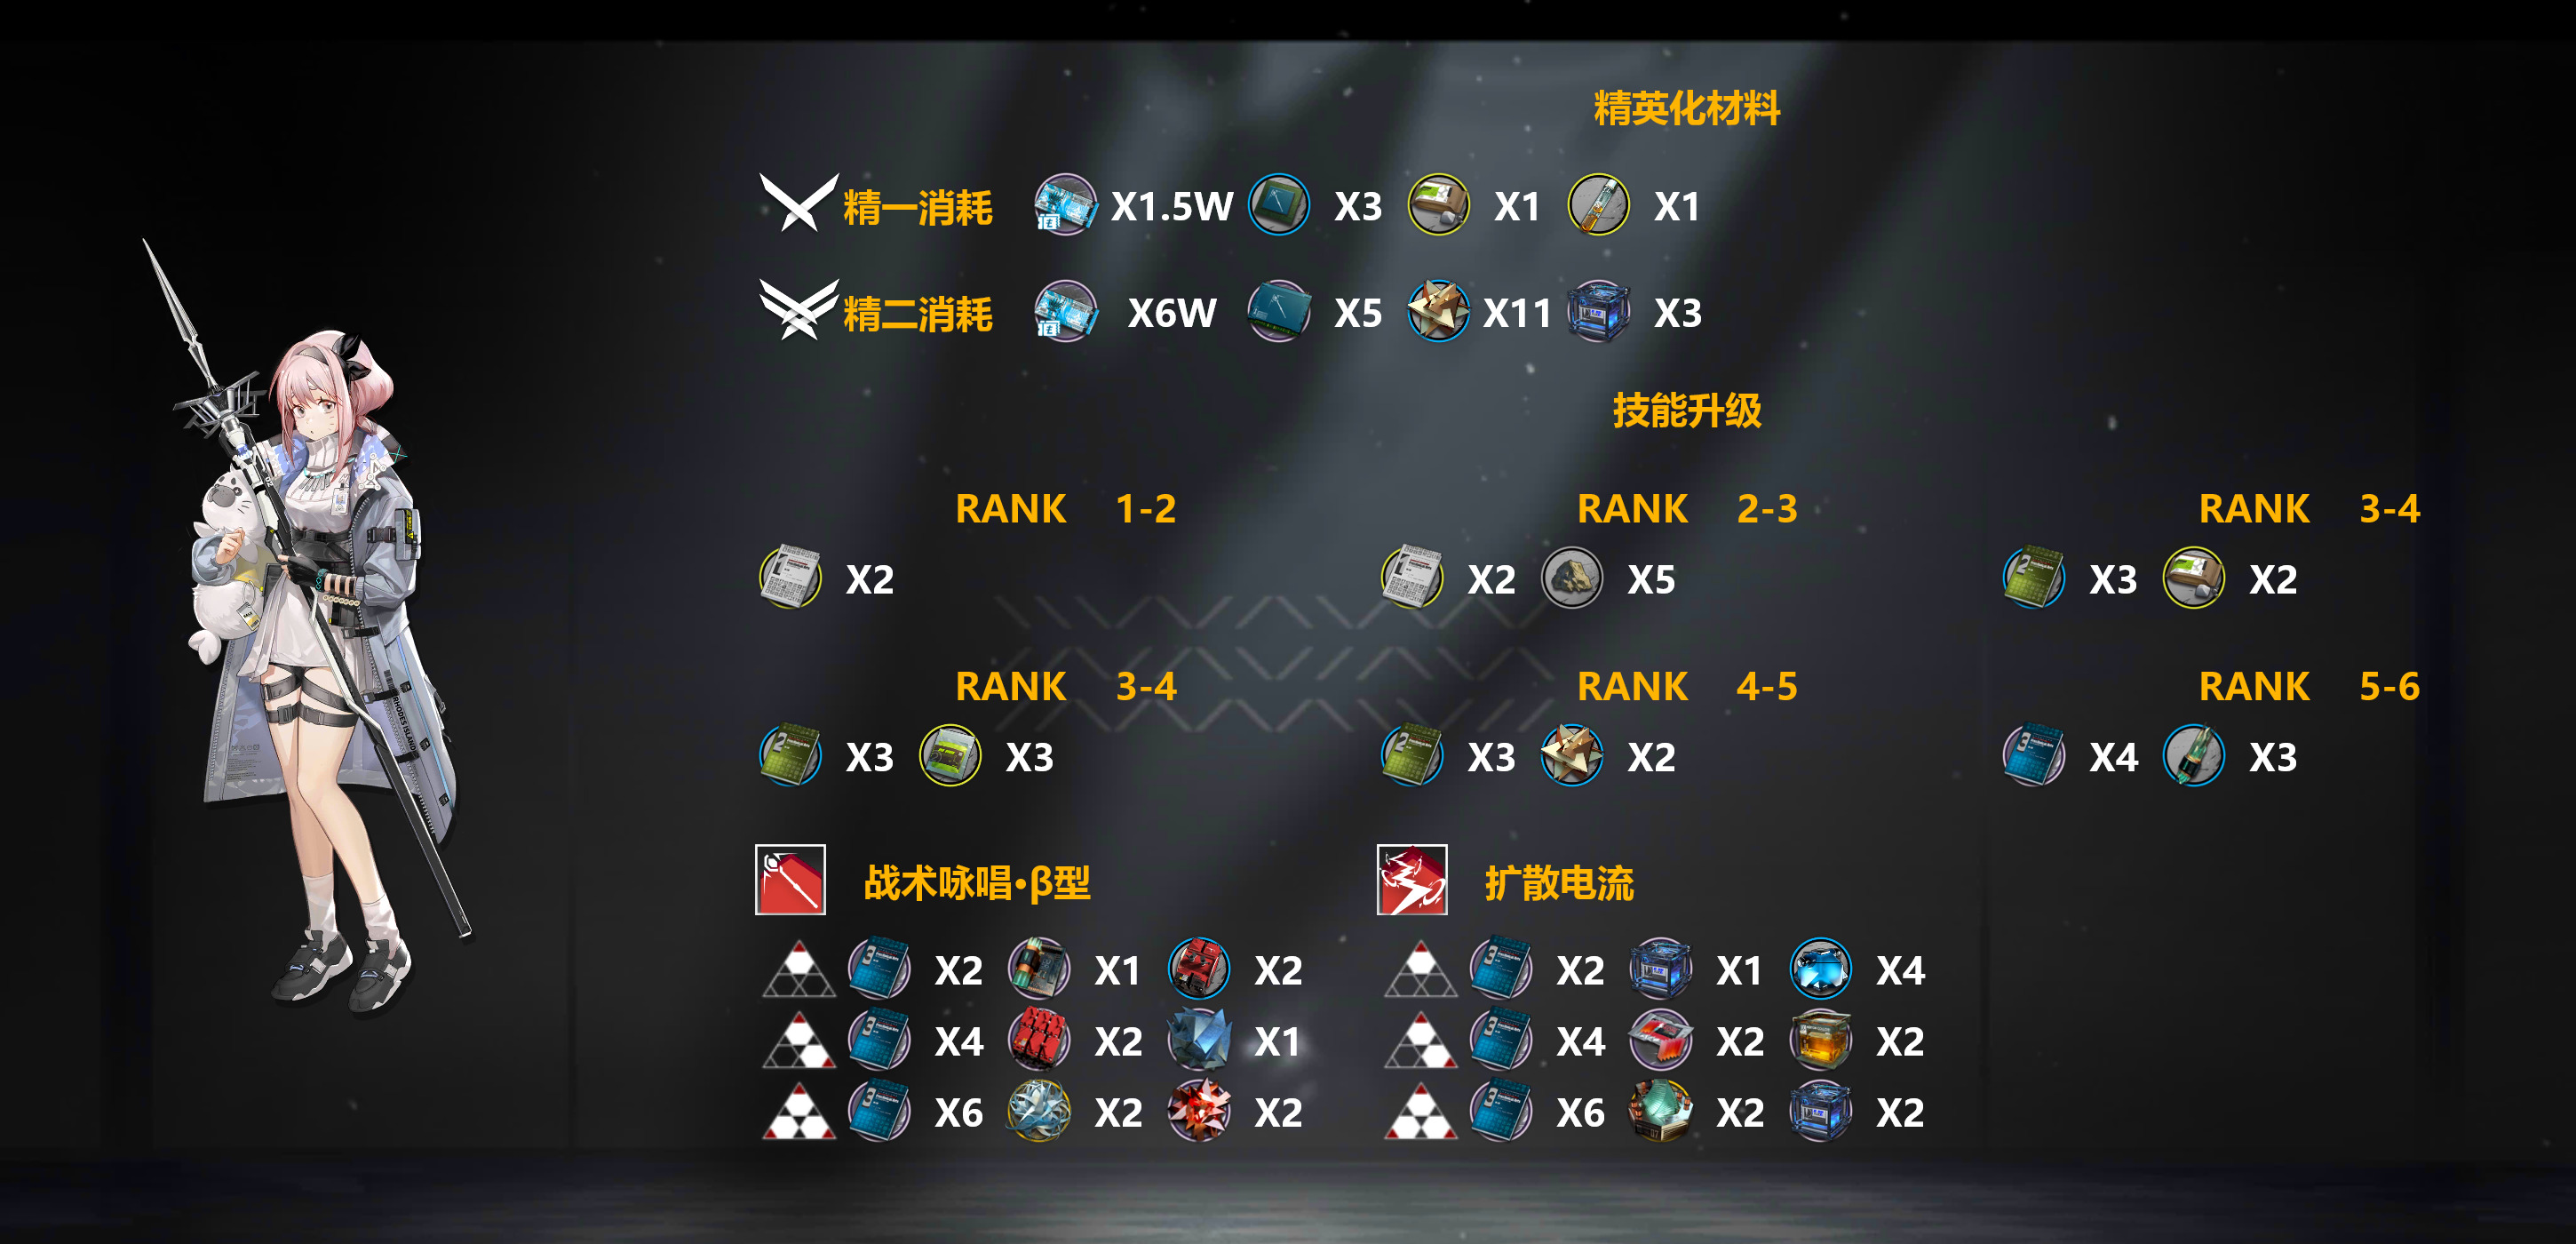 精英化材料
精一消耗 X1.5W X3 X1 X1
精二消耗 X6W X5 X11 X3
技能升级
RANK 1-2 RANK 2-3 RANK 3-4
X2 X2 X5 X3 X2
RANK 3-4 RANK 4-5 RANK 5-6
X3 X3 X3 X2 X4 X3
战术咏唱·β型 扩散电流
X2 X1 X2 X2 X1 X4
X4 X2 X1 X4 X2 X2
X6 X2 X2 X6 X2 X2
RHODES ISLAND